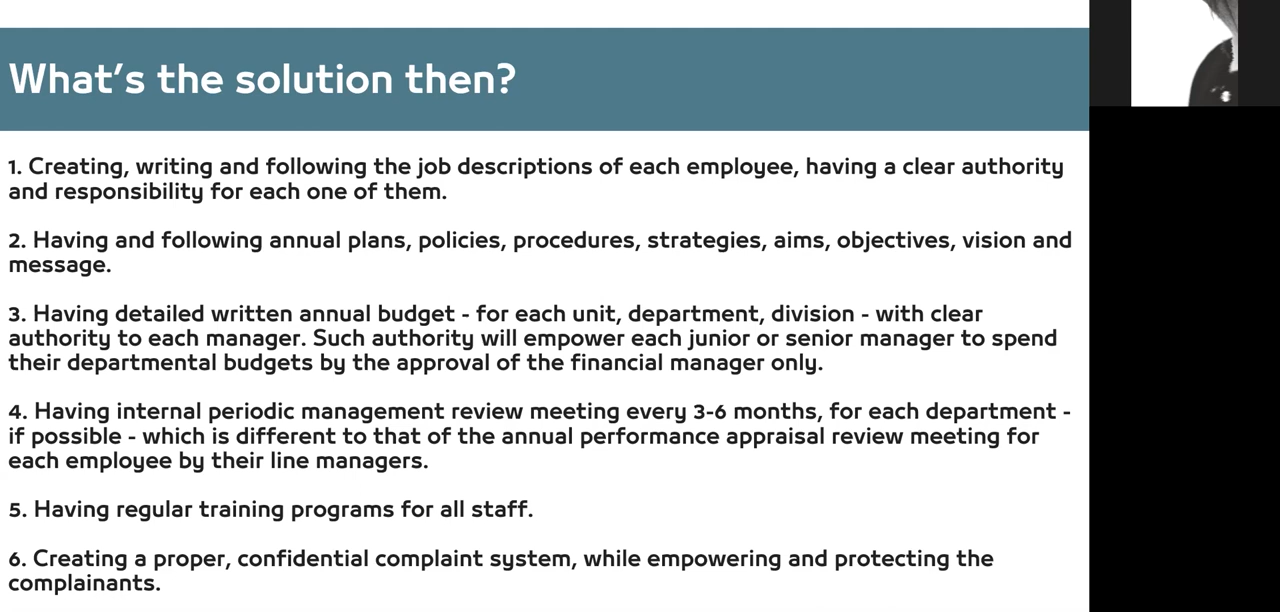 What's the solution then?
1. Creating, writing and following the job descriptions of each employee, having a clear authority
and responsibility for each one of them.
2. Having and following annual plans, policies, procedures, strategies, aims, objectives, vision and
message.
3. Having detailed written annual budget - for each unit, department, division - with clear
authority to each manager. Such authority will empower each junior or senior manager to spend
their departmental budgets by the approval of the financial manager only.
4. Having internal periodic management review meeting every 3-6 months, for each department -
if possible - which is different to that of the annual performance appraisal review meeting for
each employee by their line managers.
5. Having regular training programs for all staff.
6. Creating a proper, confidential complaint system, while empowering and protecting the
complainants.